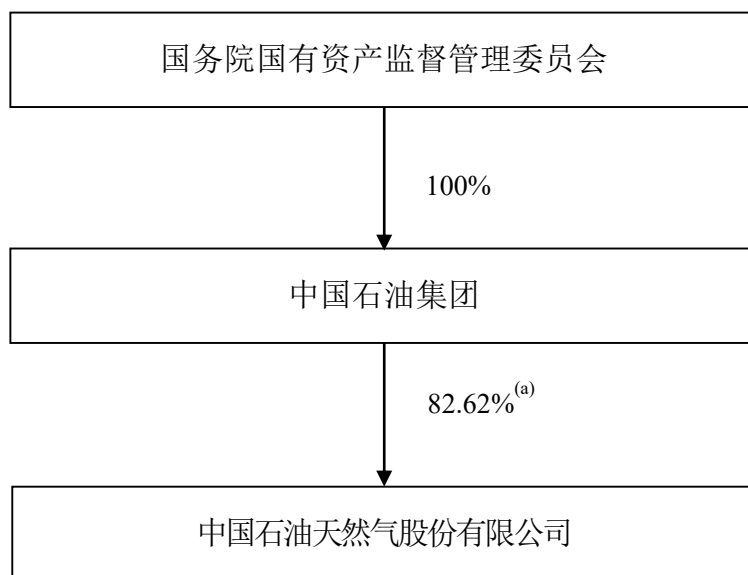 国务院国有资产监督管理委员会
100%
中国石油集团
82.62%(a)
中国石油天然气股份有限公司